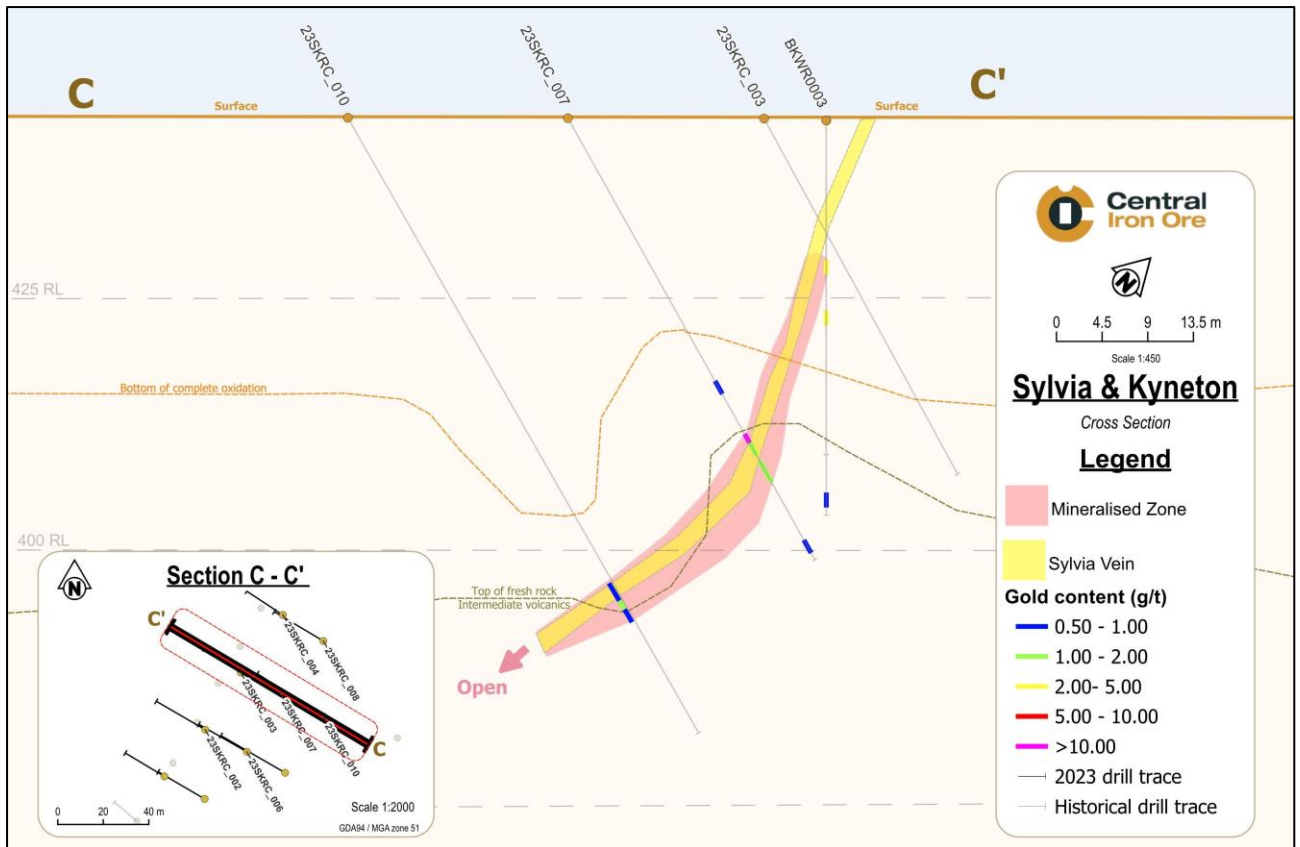 C
23SKRC_010
23SKRC_007
23SKRC_003
BKWR0003
C'
Surface
Surface
425 RL
Bottom of complete oxidation
400 RL
Top of fresh rock
Intermediate volcanics
Open
Central
Iron Ore
N
0 4.5 9 13.5 m
Scale 1:450
Sylvia & Kyneton
Cross Section
Legend
Mineralised Zone
Sylvia Vein
Gold content (g/t)
0.50 - 1.00
1.00 - 2.00
2.00- 5.00
5.00 - 10.00
>10.00
2023 drill trace
Historical drill trace
N
Section C - C'
C'
23SKRC_004
23SKRC_008
23SKRC_003
23SKRC_007
23SKRC_010
C
23SKRC_002
23SKRC_006
0 20 40 m
Scale 1:2000
GDA94 / MGA zone 51